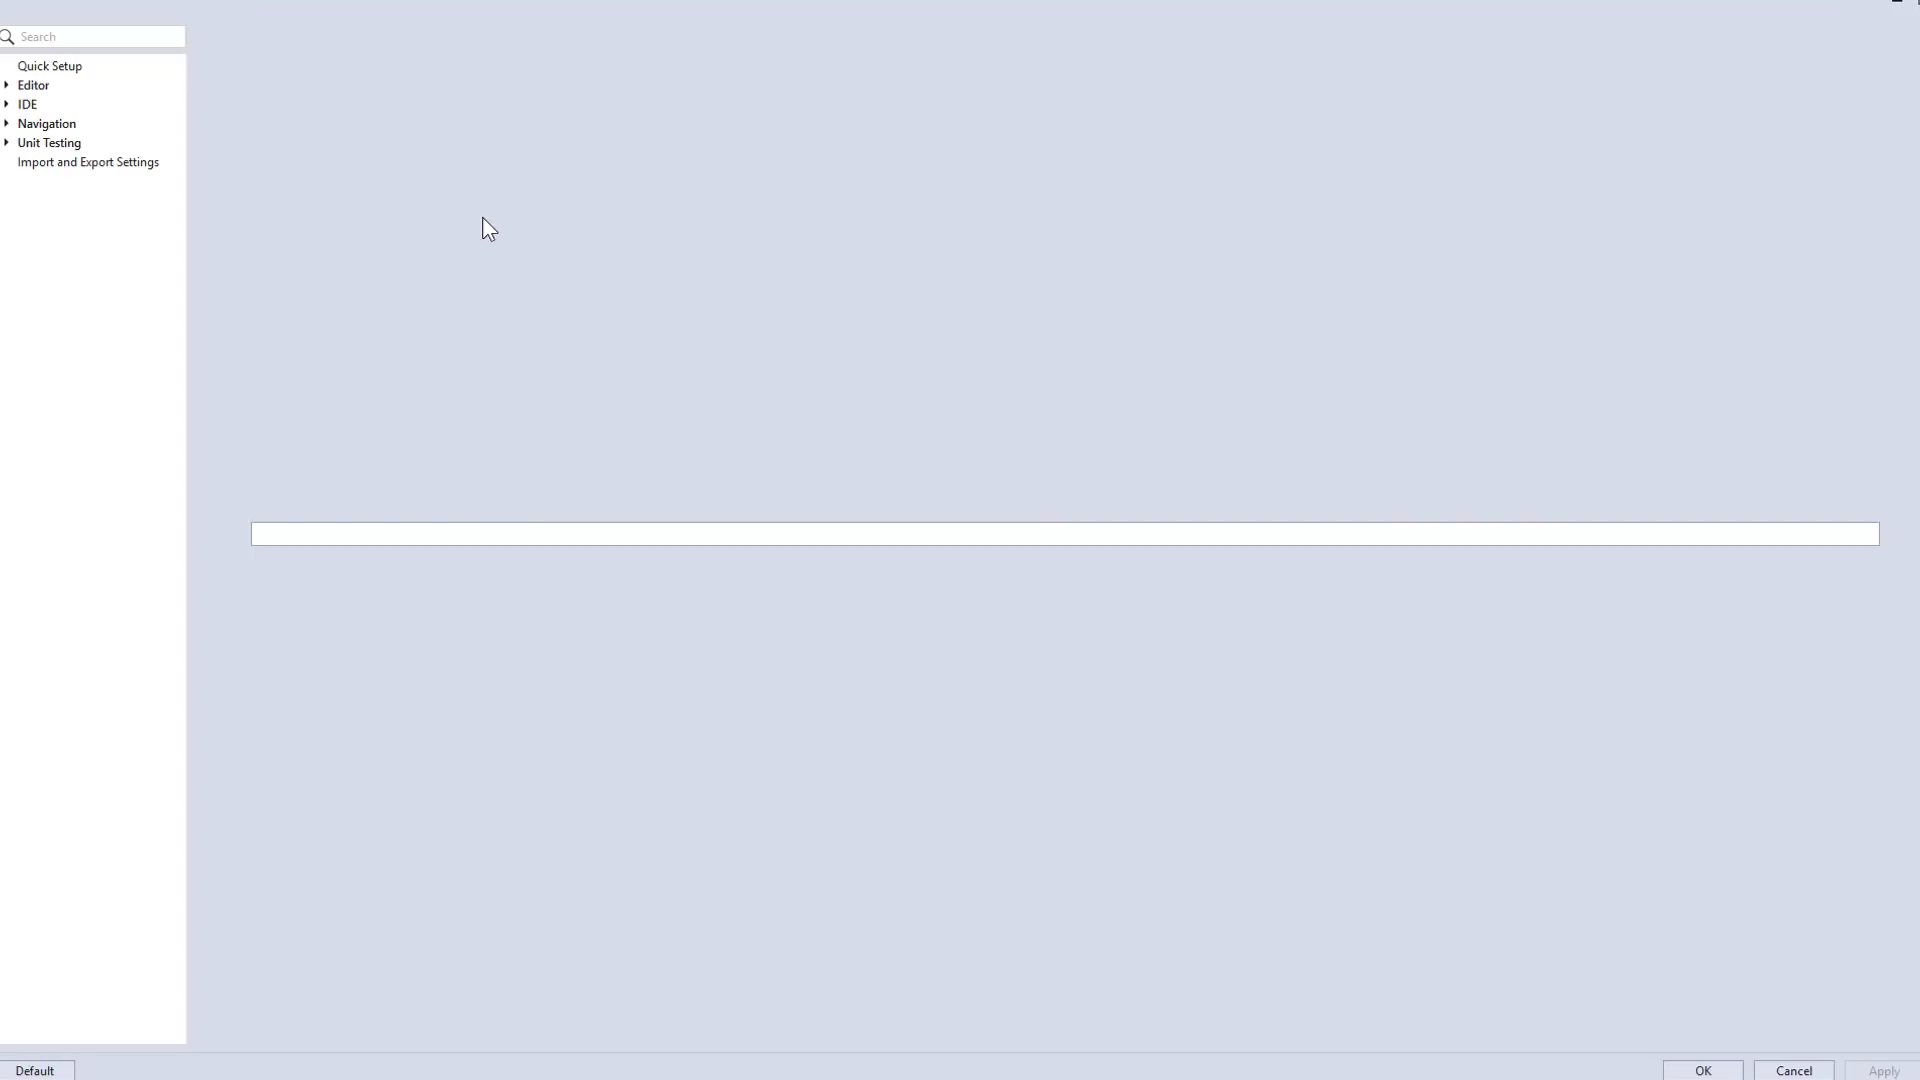 Search
Quick Setup
Editor
IDE
Navigation
Unit Testing
Import and Export Settings
Default
OK
Cancel
Apply